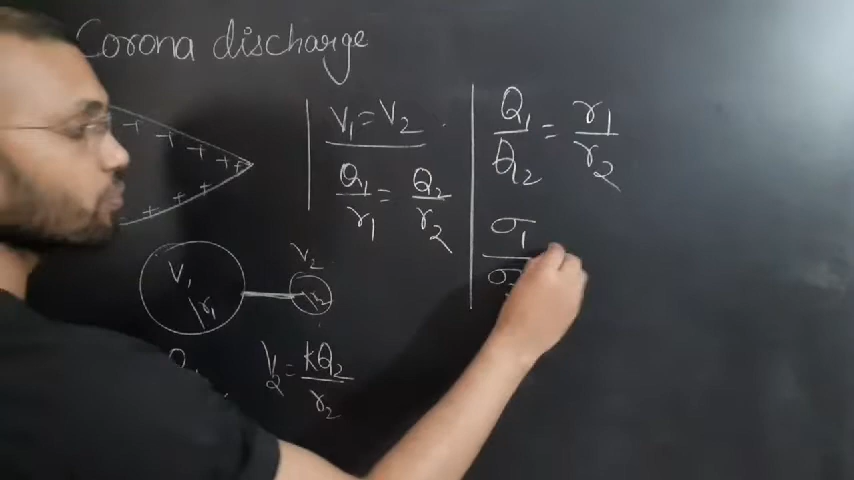 Corona discharge
+ + + + +
+ + +
V₁ = V₂
Q₁/r₁ = Q₂/r₂
Q₁/Q₂ = r₁/r₂
σ₁/σ
V₁
r₁
V₂
r₂
V₂ = kQ₂/r₂